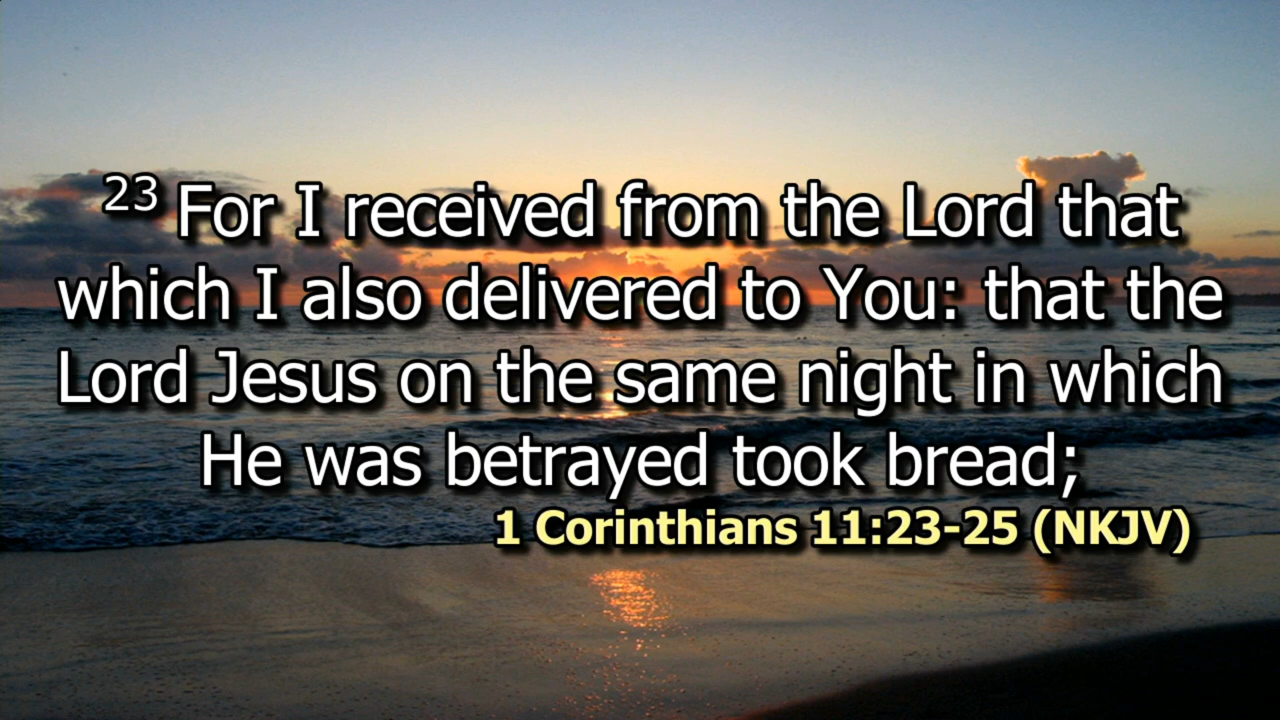 23 For I received from the Lord that
which I also delivered to You: that the
Lord Jesus on the same night in which
He was betrayed took bread;
1 Corinthians 11:23-25 (NKJV)